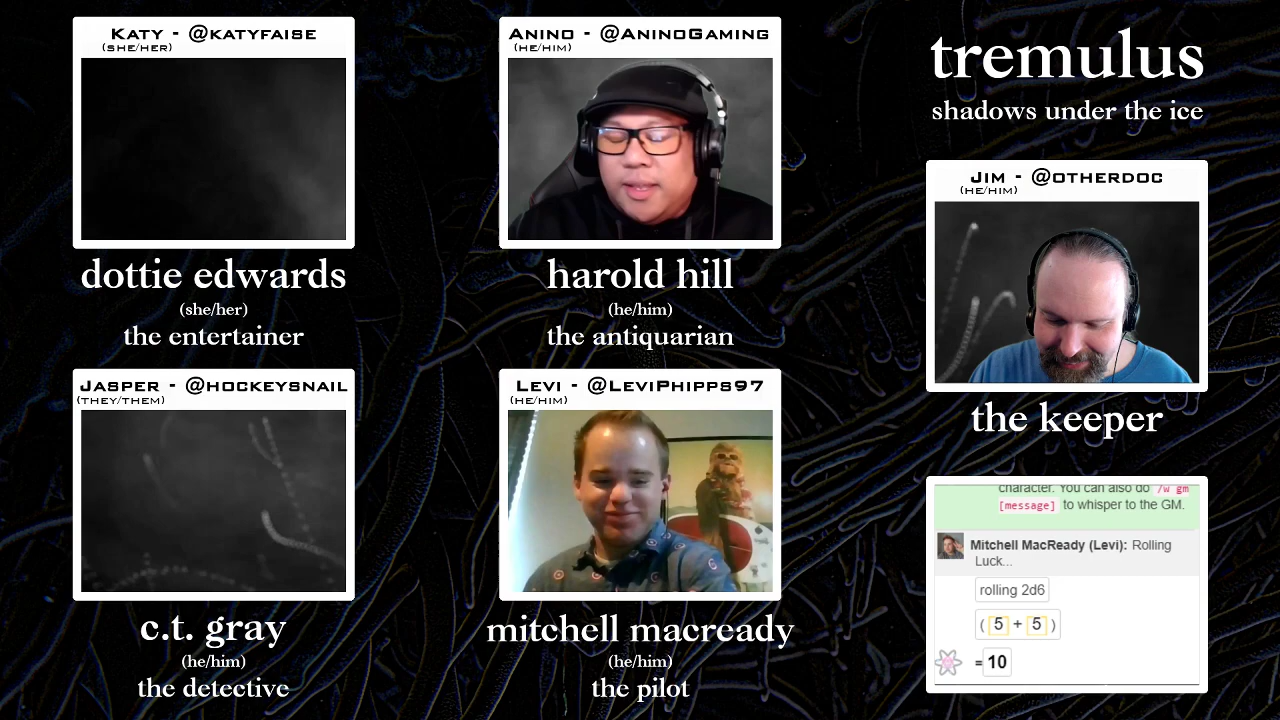 Katy - @katyfaise
(she/her)
dottie edwards
(she/her)
the entertainer
Anino - @AninoGaming
(he/him)
harold hill
(he/him)
the antiquarian
tremulus
shadows under the ice
Jim - @otherdoc
(he/him)
the keeper
Jasper - @hockeysnail
(they/them)
c.t. gray
(he/him)
the detective
Levi - @LeviPhipps97
(he/him)
mitchell macready
(he/him)
the pilot
character. You can also do /w gm
[message] to whisper to the GM.
Mitchell MacReady (Levi): Rolling
Luck...
rolling 2d6
( 5 + 5 )
= 10